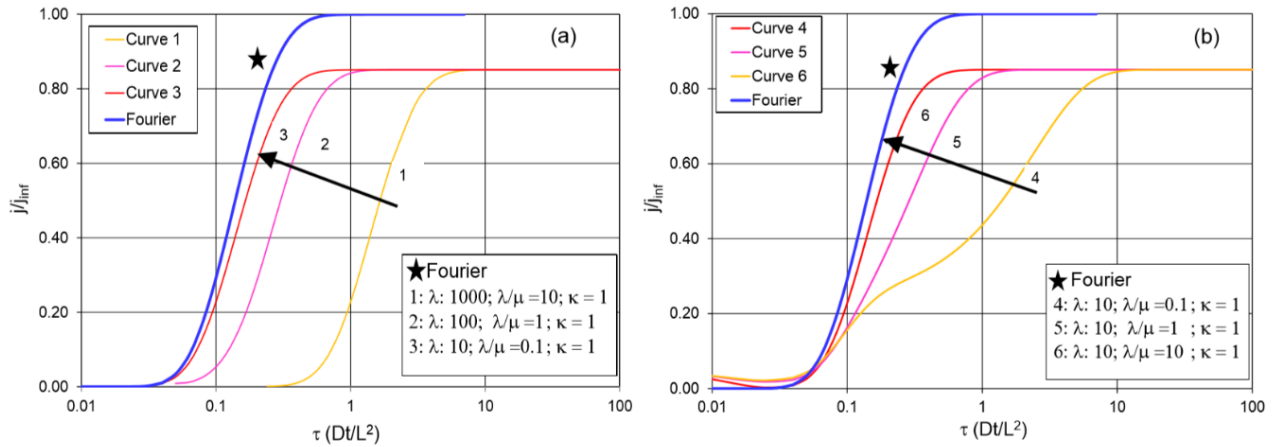 1.00
0.80
0.60
0.40
0.20
0.00
j/j_inf
Curve 1
Curve 2
Curve 3
Fourier
(a)
3
2
1
★Fourier
1: λ: 1000; λ/μ =10; κ = 1
2: λ: 100; λ/μ =1; κ = 1
3: λ: 10; λ/μ =0.1; κ = 1
0.01 0.1 1 10 100
τ (Dt/L²)
1.00
0.80
0.60
0.40
0.20
0.00
j/j_inf
Curve 4
Curve 5
Curve 6
Fourier
(b)
6
5
4
★ Fourier
4: λ: 10; λ/μ =0.1; κ = 1
5: λ: 10; λ/μ =1 ; κ = 1
6: λ: 10; λ/μ =10 ; κ = 1
0.01 0.1 1 10 100
τ (Dt/L²)